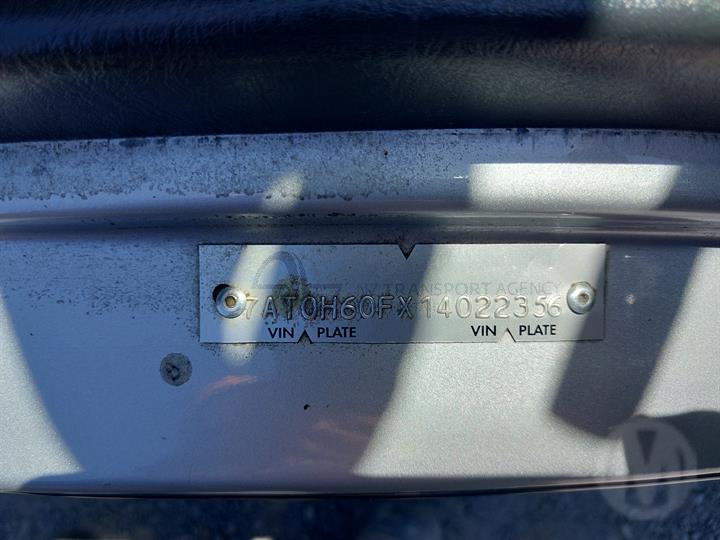 NZ TRANSPORT AGENCY
7AT0H60FX14022356
VIN PLATE VIN PLATE
M